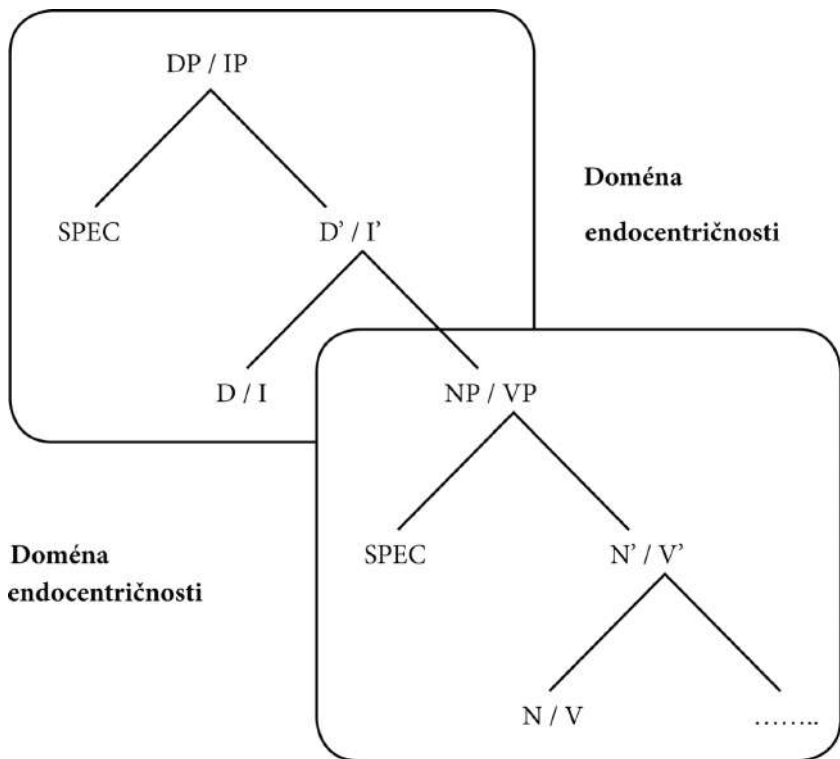 DP / IP
Doména
endocentričnosti
SPEC
D’ / I’
D / I
NP / VP
Doména
endocentričnosti
SPEC
N’ / V’
N / V
……..